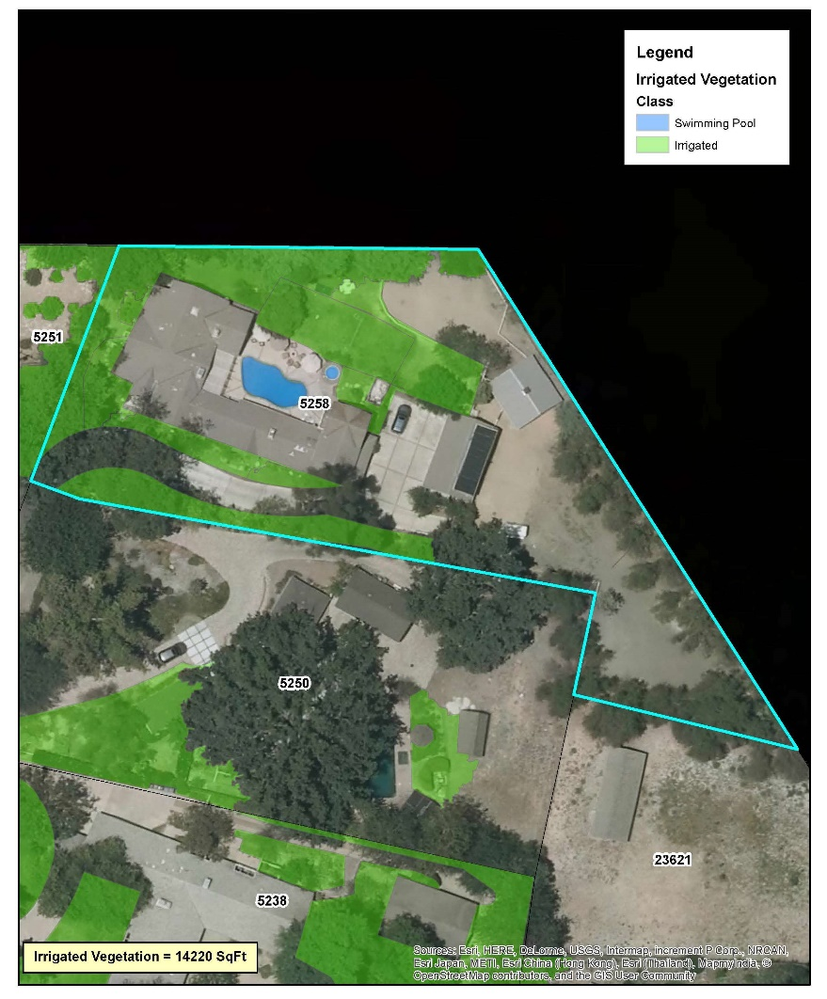 Legend
Irrigated Vegetation
Class
Swimming Pool
Irrigated
5251
5258
5250
23621
5238
Irrigated Vegetation = 14220 SqFt
Sources: Esri, HERE, DeLorme, USGS, Intermap, increment P Corp., NRCAN,
Esri Japan, METI, Esri China (Hong Kong), Esri (Thailand), MapmyIndia, ©
OpenStreetMap contributors, and the GIS User Community